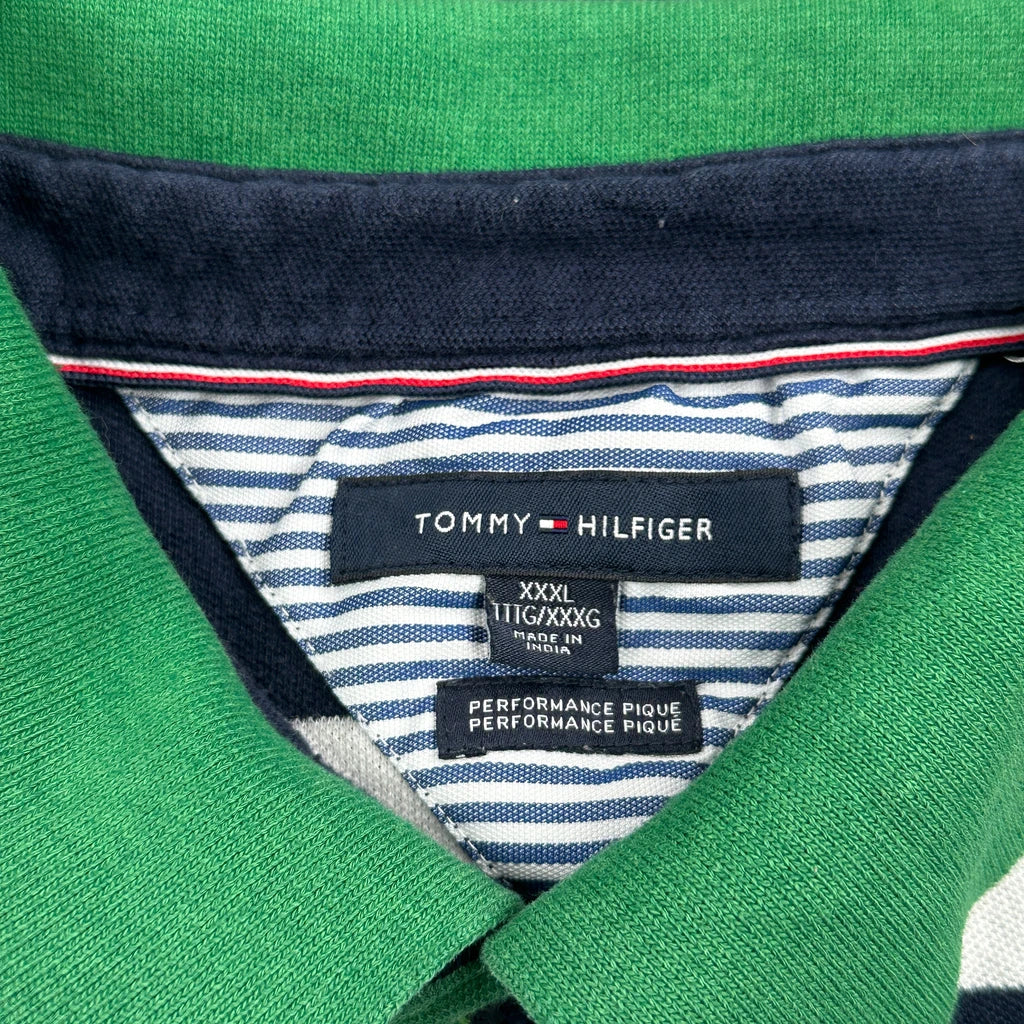 TOMMY HILFIGER
XXXL
TTTG/XXXG
MADE IN
INDIA
PERFORMANCE PIQUE
PERFORMANCE PIQUÉ